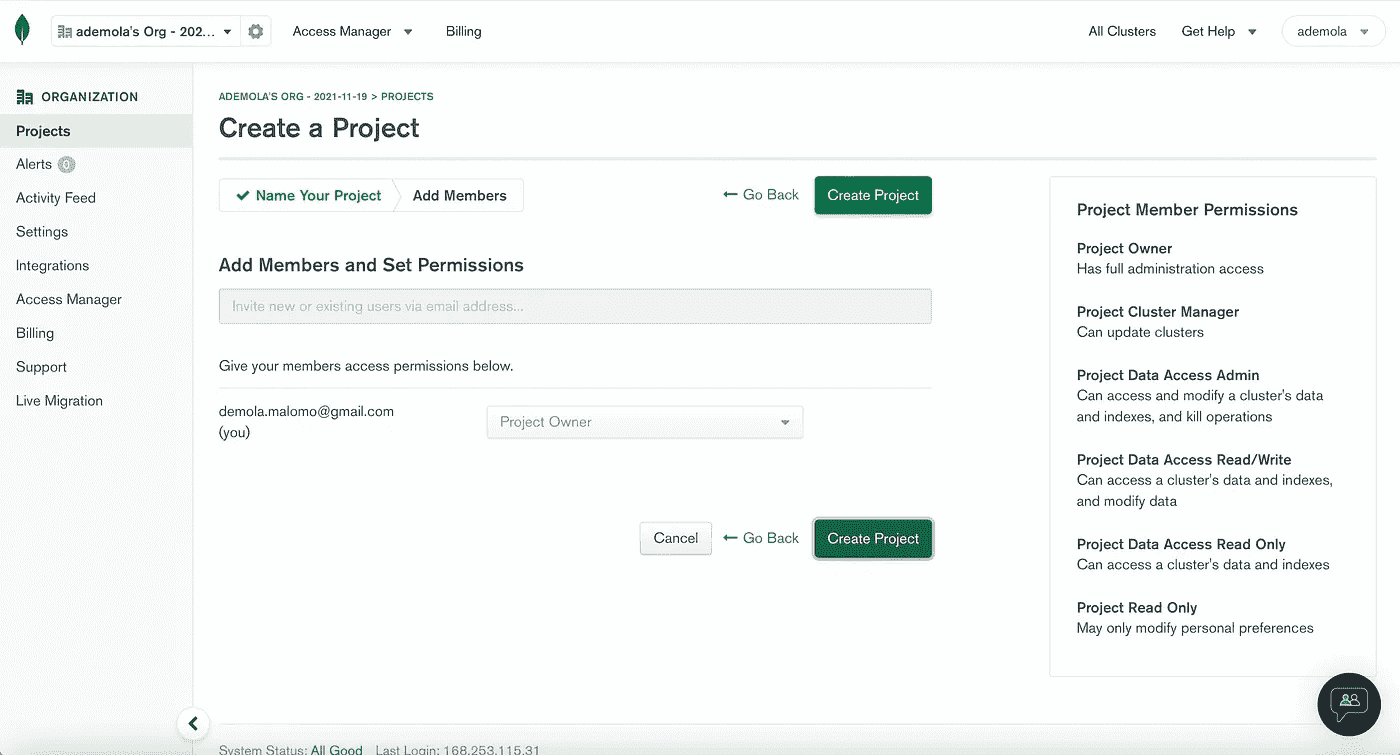 ademola's Org - 202...
Access Manager
Billing
All Clusters
Get Help
ademola
ORGANIZATION
Projects
Alerts 0
Activity Feed
Settings
Integrations
Access Manager
Billing
Support
Live Migration
ADEMOLA'S ORG - 2021-11-19 > PROJECTS
Create a Project
Name Your Project
Add Members
Go Back
Create Project
Add Members and Set Permissions
Invite new or existing users via email address...
Give your members access permissions below.
demola.malomo@gmail.com
(you)
Project Owner
Cancel
Go Back
Create Project
Project Member Permissions
Project Owner
Has full administration access
Project Cluster Manager
Can update clusters
Project Data Access Admin
Can access and modify a cluster's data
and indexes, and kill operations
Project Data Access Read/Write
Can access a cluster's data and indexes,
and modify data
Project Data Access Read Only
Can access a cluster's data and indexes
Project Read Only
May only modify personal preferences
System Status: All Good Last Login: 168.253.115.31